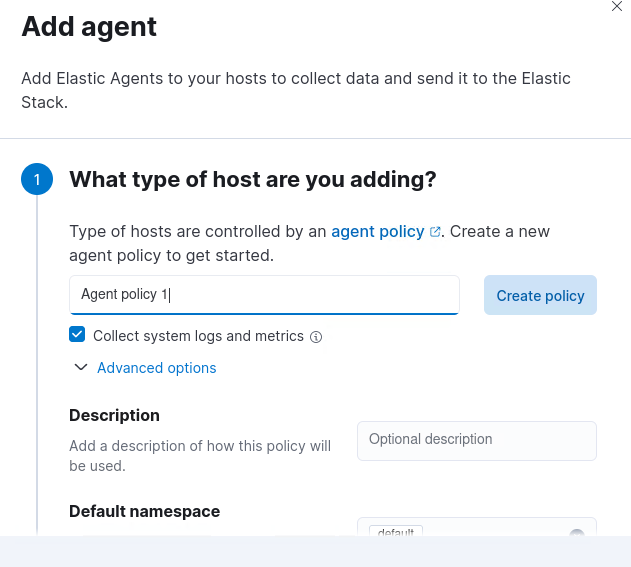 Add agent
Add Elastic Agents to your hosts to collect data and send it to the Elastic
Stack.
1
What type of host are you adding?
Type of hosts are controlled by an agent policy. Create a new
agent policy to get started.
Agent policy 1
Create policy
Collect system logs and metrics
Advanced options
Description
Add a description of how this policy will
be used.
Optional description
Default namespace
default